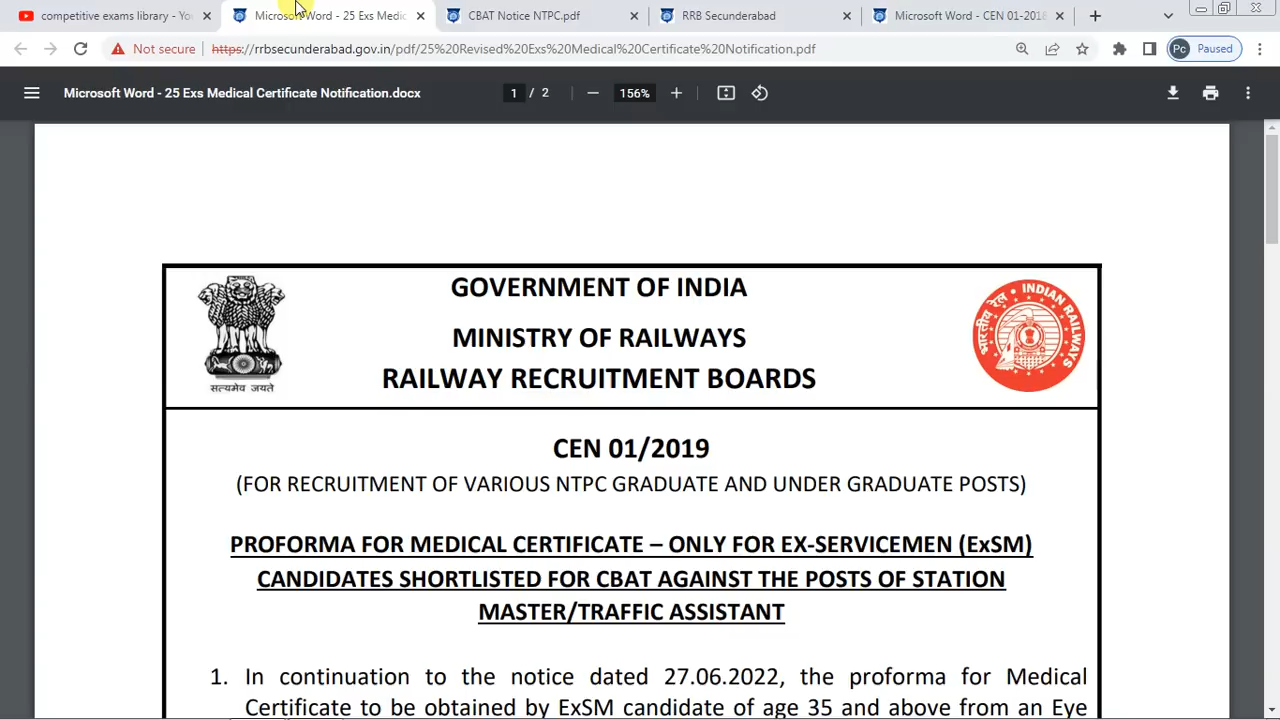 competitive exams library - Yo
Microsoft Word - 25 Exs Medic
CBAT Notice NTPC.pdf
RRB Secunderabad
Microsoft Word - CEN 01-2019
Not secure
https://rrbsecunderabad.gov.in/pdf/25%20Revised%20Exs%20Medical%20Certificate%20Notification.pdf
Pc Paused
Microsoft Word - 25 Exs Medical Certificate Notification.docx
1 / 2
156%
GOVERNMENT OF INDIA
MINISTRY OF RAILWAYS
RAILWAY RECRUITMENT BOARDS
सत्यमेव जयते
भारतीय रेल • INDIAN RAILWAYS
CEN 01/2019
(FOR RECRUITMENT OF VARIOUS NTPC GRADUATE AND UNDER GRADUATE POSTS)
PROFORMA FOR MEDICAL CERTIFICATE – ONLY FOR EX-SERVICEMEN (ExSM)
CANDIDATES SHORTLISTED FOR CBAT AGAINST THE POSTS OF STATION
MASTER/TRAFFIC ASSISTANT
1. In continuation to the notice dated 27.06.2022, the proforma for Medical
Certificate to be obtained by ExSM candidate of age 35 and above from an Eye